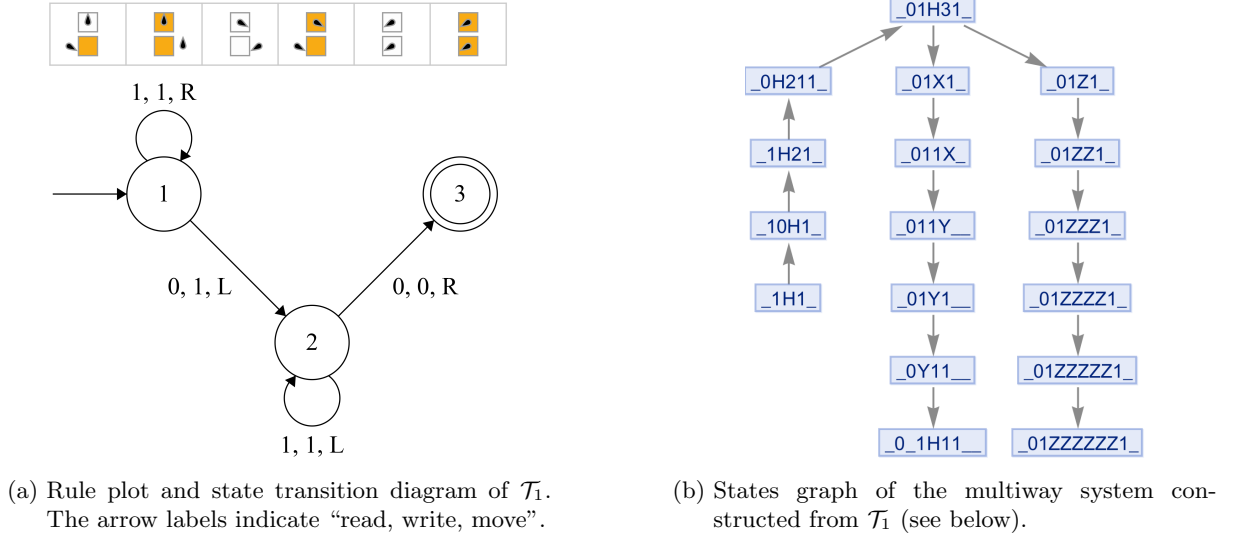 1, 1, R
1
3
0, 1, L
0, 0, R
2
1, 1, L
(a) Rule plot and state transition diagram of 𝒯1.
The arrow labels indicate “read, write, move”.
_01H31_
_0H211_
_01X1_
_01Z1_
_1H21_
_011X_
_01ZZ1_
_10H1_
_011Y__
_01ZZZ1_
_1H1_
_01Y1__
_01ZZZZ1_
_0Y11__
_01ZZZZZ1_
_0_1H11__
_01ZZZZZZ1_
(b) States graph of the multiway system con-
structed from 𝒯1 (see below).